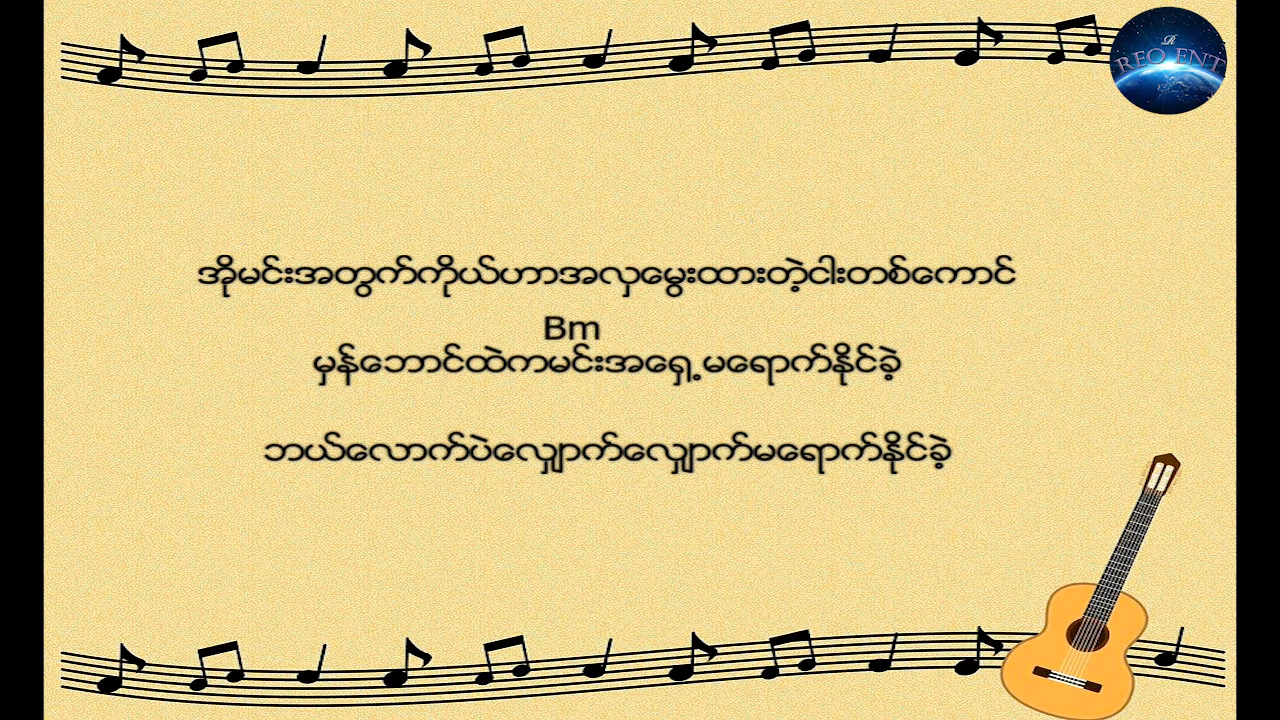 R
REO ENT
အိုမင်းအတွက်ကိုယ်ဟာအလှမွေးထားတဲ့ငါးတစ်ကောင်
Bm
မှန်ဘောင်ထဲကမင်းအရှေ့မရောက်နိုင်ခဲ့
ဘယ်လောက်ပဲလျှောက်လျှောက်မရောက်နိုင်ခဲ့